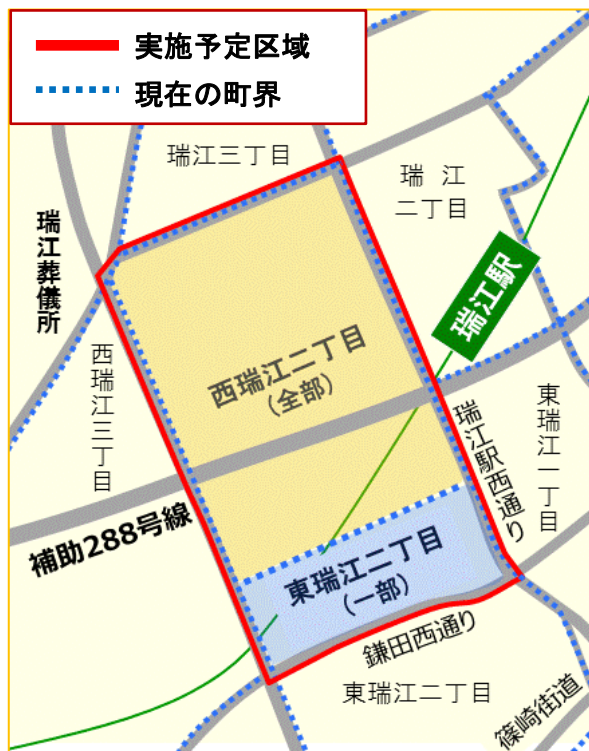 実施予定区域
現在の町界
瑞江三丁目
瑞 江
二丁目
瑞江葬儀所
瑞江駅
西瑞江三丁目
西瑞江二丁目
(全部)
東瑞江一丁目
瑞江駅西通り
補助288号線
東瑞江二丁目
(一部)
鎌田西通り
東瑞江二丁目
篠崎街道